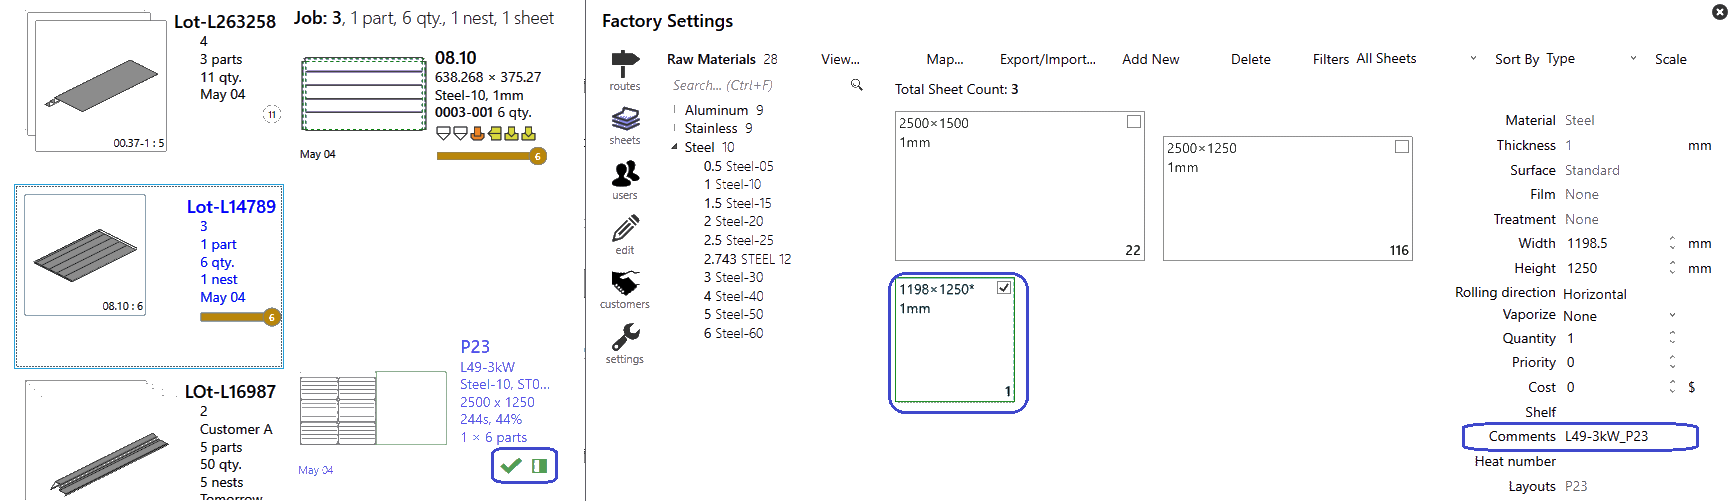 Lot-L263258
4
3 parts
11 qty.
May 04
11
00.37-1 : 5
Lot-L14789
3
1 part
6 qty.
1 nest
May 04
08.10 : 6
6
LOt-L16987
2
Customer A
5 parts
50 qty.
5 nests
Tomorrow
Job: 3, 1 part, 6 qty., 1 nest, 1 sheet
08.10
638.268 × 375.27
Steel-10, 1mm
0003-001 6 qty.
May 04
6
P23
L49-3kW
Steel-10, ST0...
2500 x 1250
244s, 44%
1 × 6 parts
May 04
Factory Settings
routes
sheets
users
edit
customers
settings
Raw Materials 28
View...
Map...
Export/Import...
Add New
Delete
Filters All Sheets
Sort By Type
Scale
Search... (Ctrl+F)
Aluminum 9
Stainless 9
Steel 10
0.5 Steel-05
1 Steel-10
1.5 Steel-15
2 Steel-20
2.5 Steel-25
2.743 STEEL 12
3 Steel-30
4 Steel-40
5 Steel-50
6 Steel-60
Total Sheet Count: 3
2500×1500
1mm
22
2500×1250
1mm
116
1198×1250*
1mm
1
Material Steel
Thickness 1 mm
Surface Standard
Film None
Treatment None
Width 1198.5 mm
Height 1250 mm
Rolling direction Horizontal
Vaporize None
Quantity 1
Priority 0
Cost 0 $
Shelf
Comments L49-3kW_P23
Heat number
Layouts P23